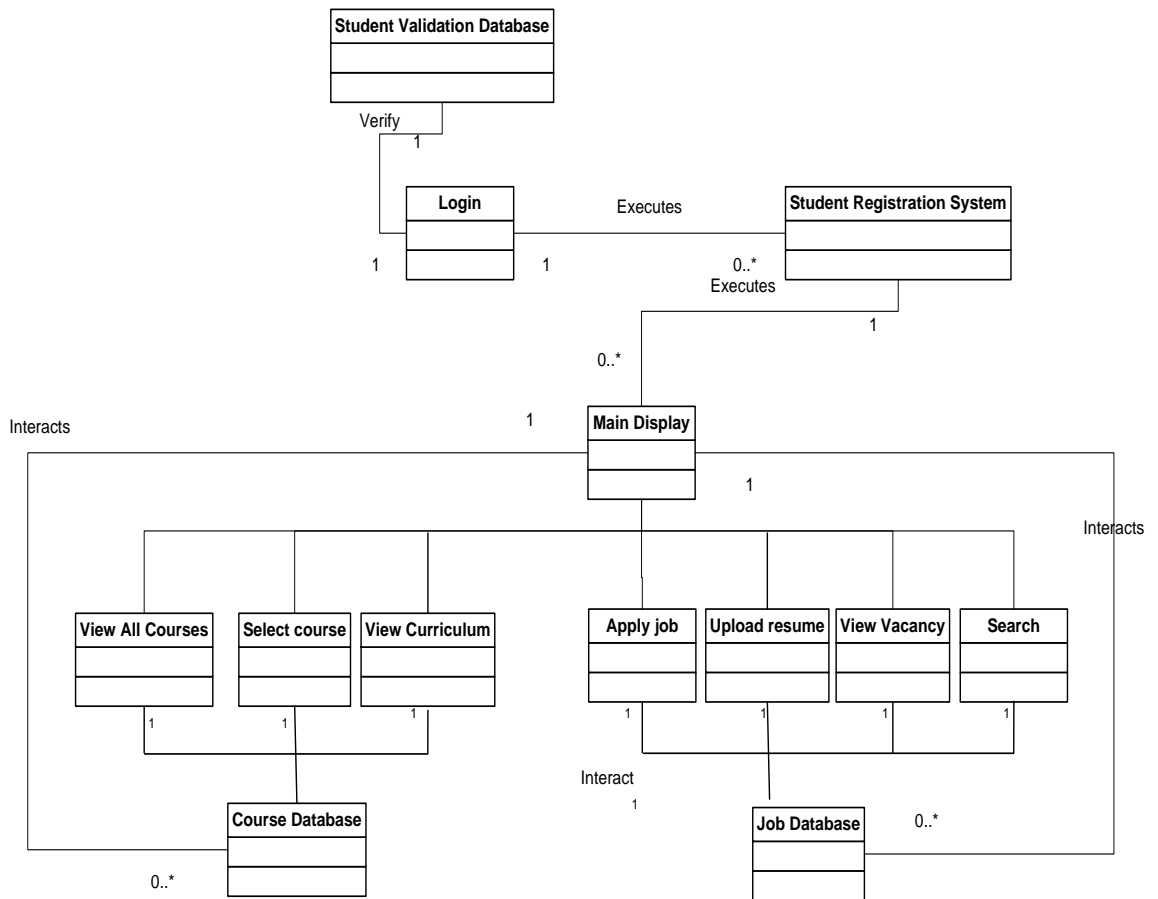 Student Validation Database
Verify
1
Login
Executes
Student Registration System
1
1
0..*
Executes
1
0..*
Interacts
1
Main Display
1
Interacts
View All Courses
Select course
View Curriculum
Apply job
Upload resume
View Vacancy
Search
1
1
1
1
1
1
1
Interact
1
Course Database
Job Database
0..*
0..*